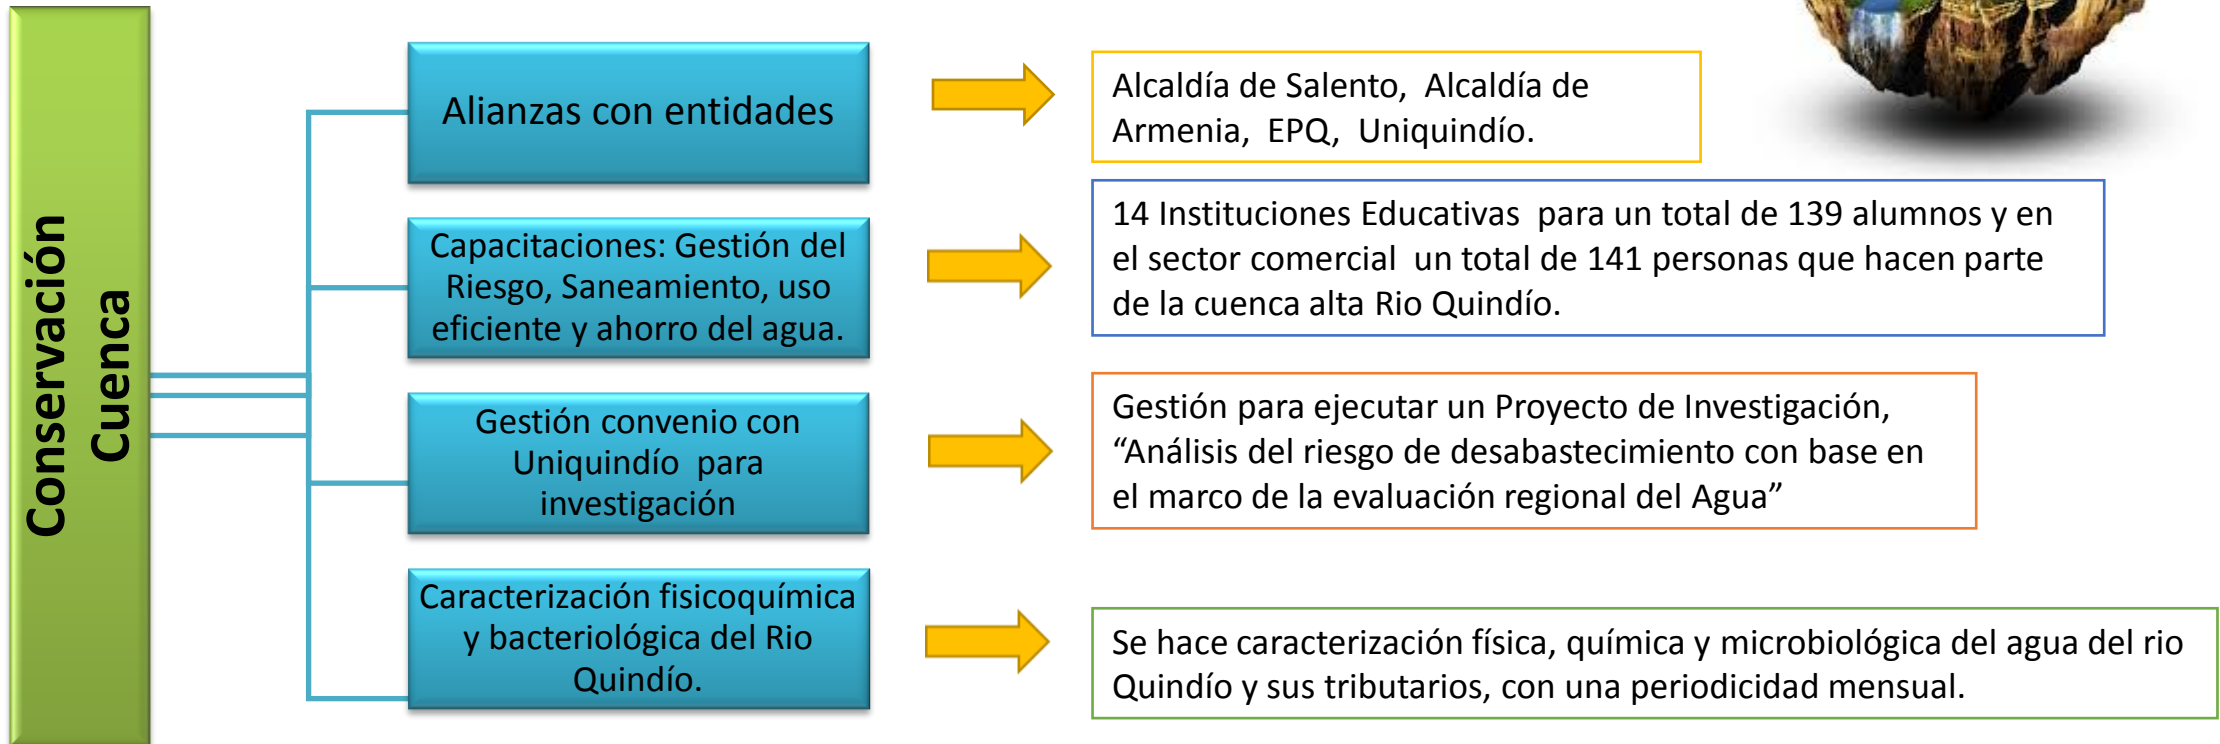 Conservación
Cuenca
Alianzas con entidades
Alcaldía de Salento, Alcaldía de
Armenia, EPQ, Uniquindío.
Capacitaciones: Gestión del
Riesgo, Saneamiento, uso
eficiente y ahorro del agua.
14 Instituciones Educativas para un total de 139 alumnos y en
el sector comercial un total de 141 personas que hacen parte
de la cuenca alta Rio Quindío.
Gestión convenio con
Uniquindío para
investigación
Gestión para ejecutar un Proyecto de Investigación,
“Análisis del riesgo de desabastecimiento con base en
el marco de la evaluación regional del Agua”
Caracterización fisicoquímica
y bacteriológica del Rio
Quindío.
Se hace caracterización física, química y microbiológica del agua del rio
Quindío y sus tributarios, con una periodicidad mensual.